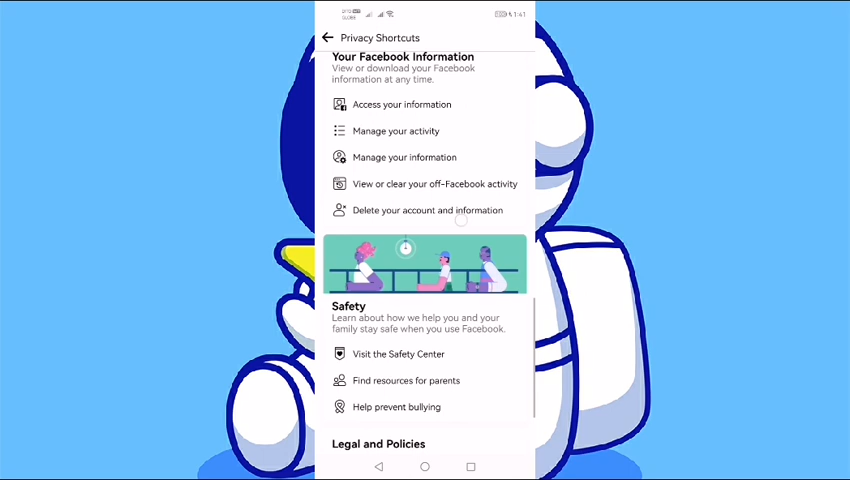 1:41
Privacy Shortcuts
Your Facebook Information
View or download your Facebook
information at any time.
Access your information
Manage your activity
Manage your information
View or clear your off-Facebook activity
Delete your account and information
Safety
Learn about how we help you and your
family stay safe when you use Facebook.
Visit the Safety Center
Find resources for parents
Help prevent bullying
Legal and Policies